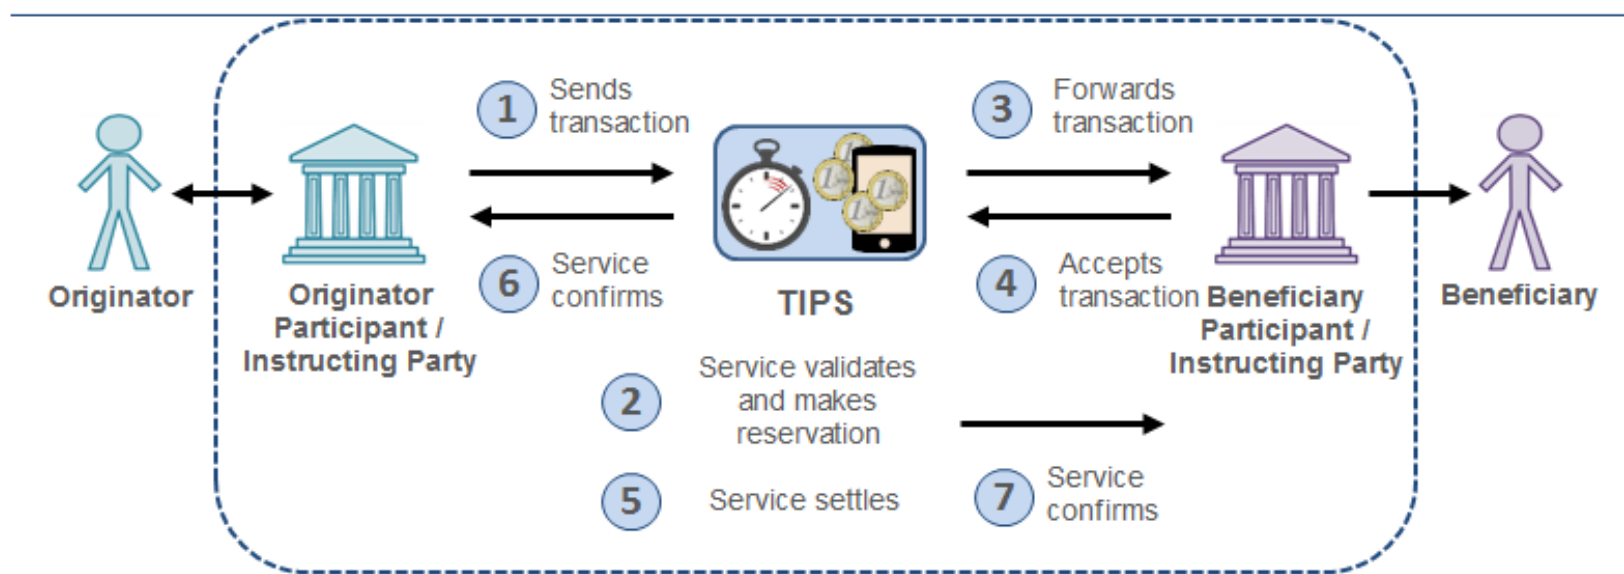 1
Sends
transaction
3
Forwards
transaction
6
Service
confirms
4
Accepts
transaction
TIPS
Originator
Originator
Participant /
Instructing Party
Beneficiary
Participant /
Instructing Party
Beneficiary
2
Service validates
and makes
reservation
5
Service settles
7
Service
confirms